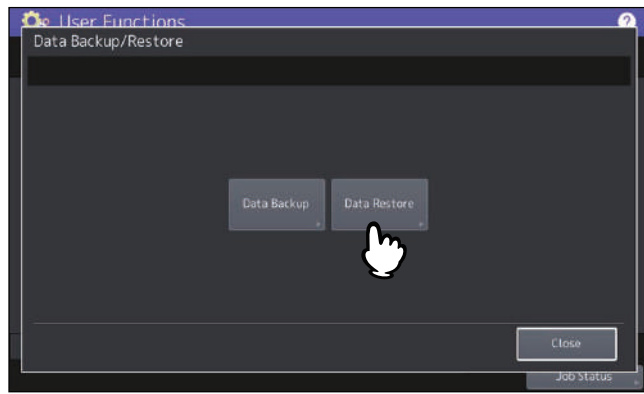 User Functions
?
Data Backup/Restore
Data Backup
Data Restore
Close
Job Status